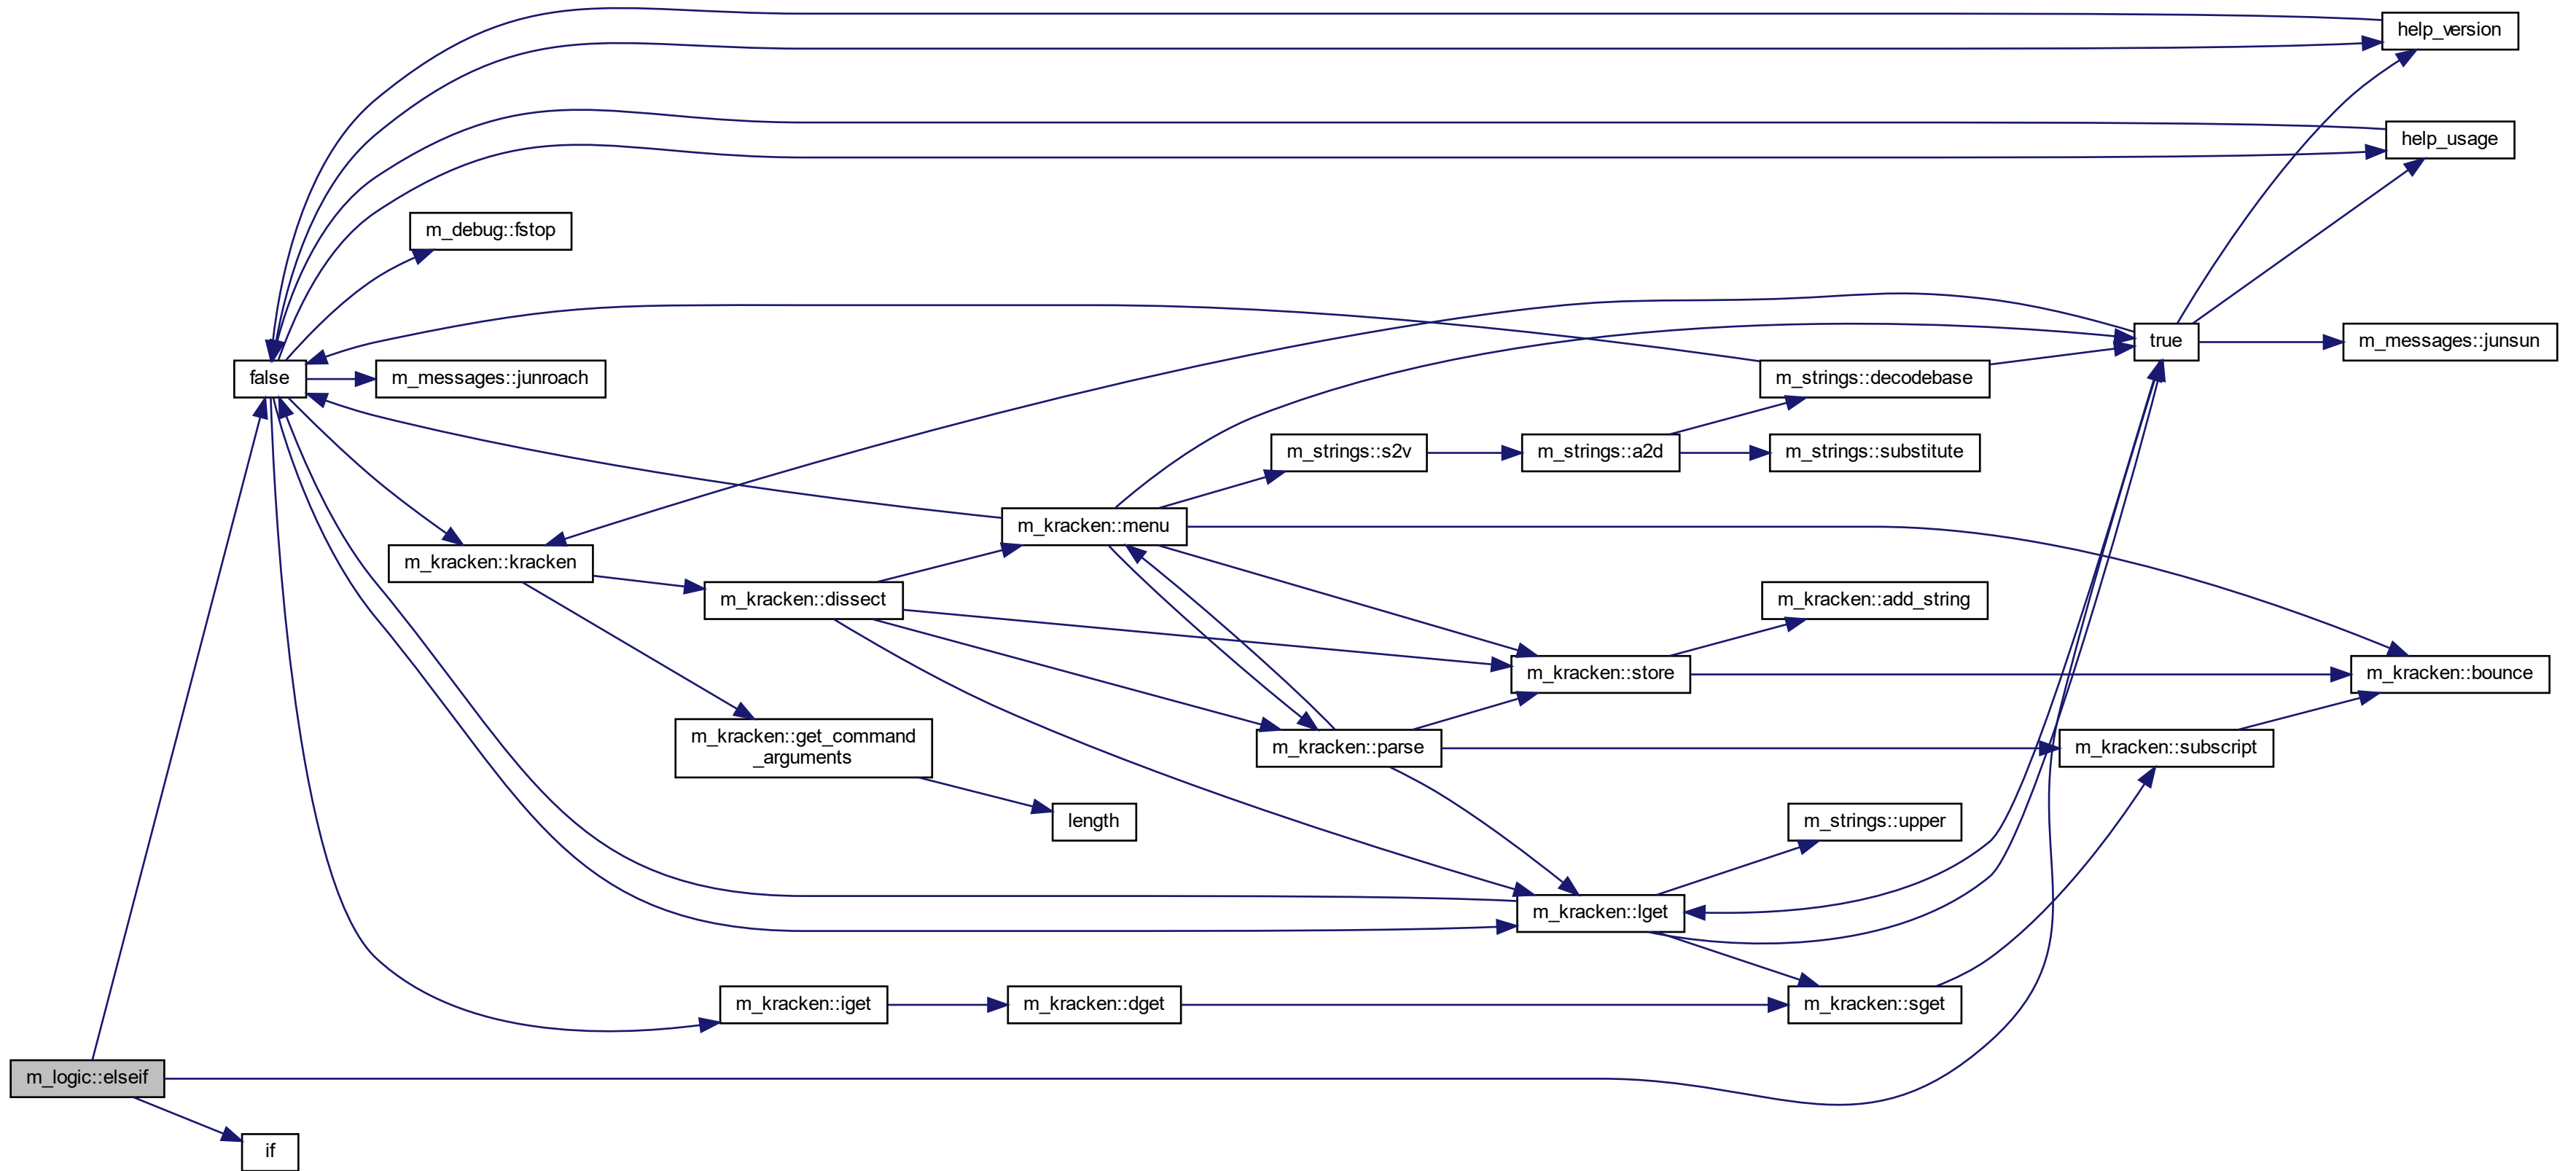 help_version
help_usage
m_debug::fstop
true
m_messages::junsun
false
m_messages::junroach
m_strings::decodebase
m_strings::s2v
m_strings::a2d
m_strings::substitute
m_kracken::menu
m_kracken::kracken
m_kracken::dissect
m_kracken::add_string
m_kracken::store
m_kracken::bounce
m_kracken::get_command
_arguments
m_kracken::parse
m_kracken::subscript
length
m_strings::upper
m_kracken::lget
m_kracken::iget
m_kracken::dget
m_kracken::sget
m_logic::elseif
if